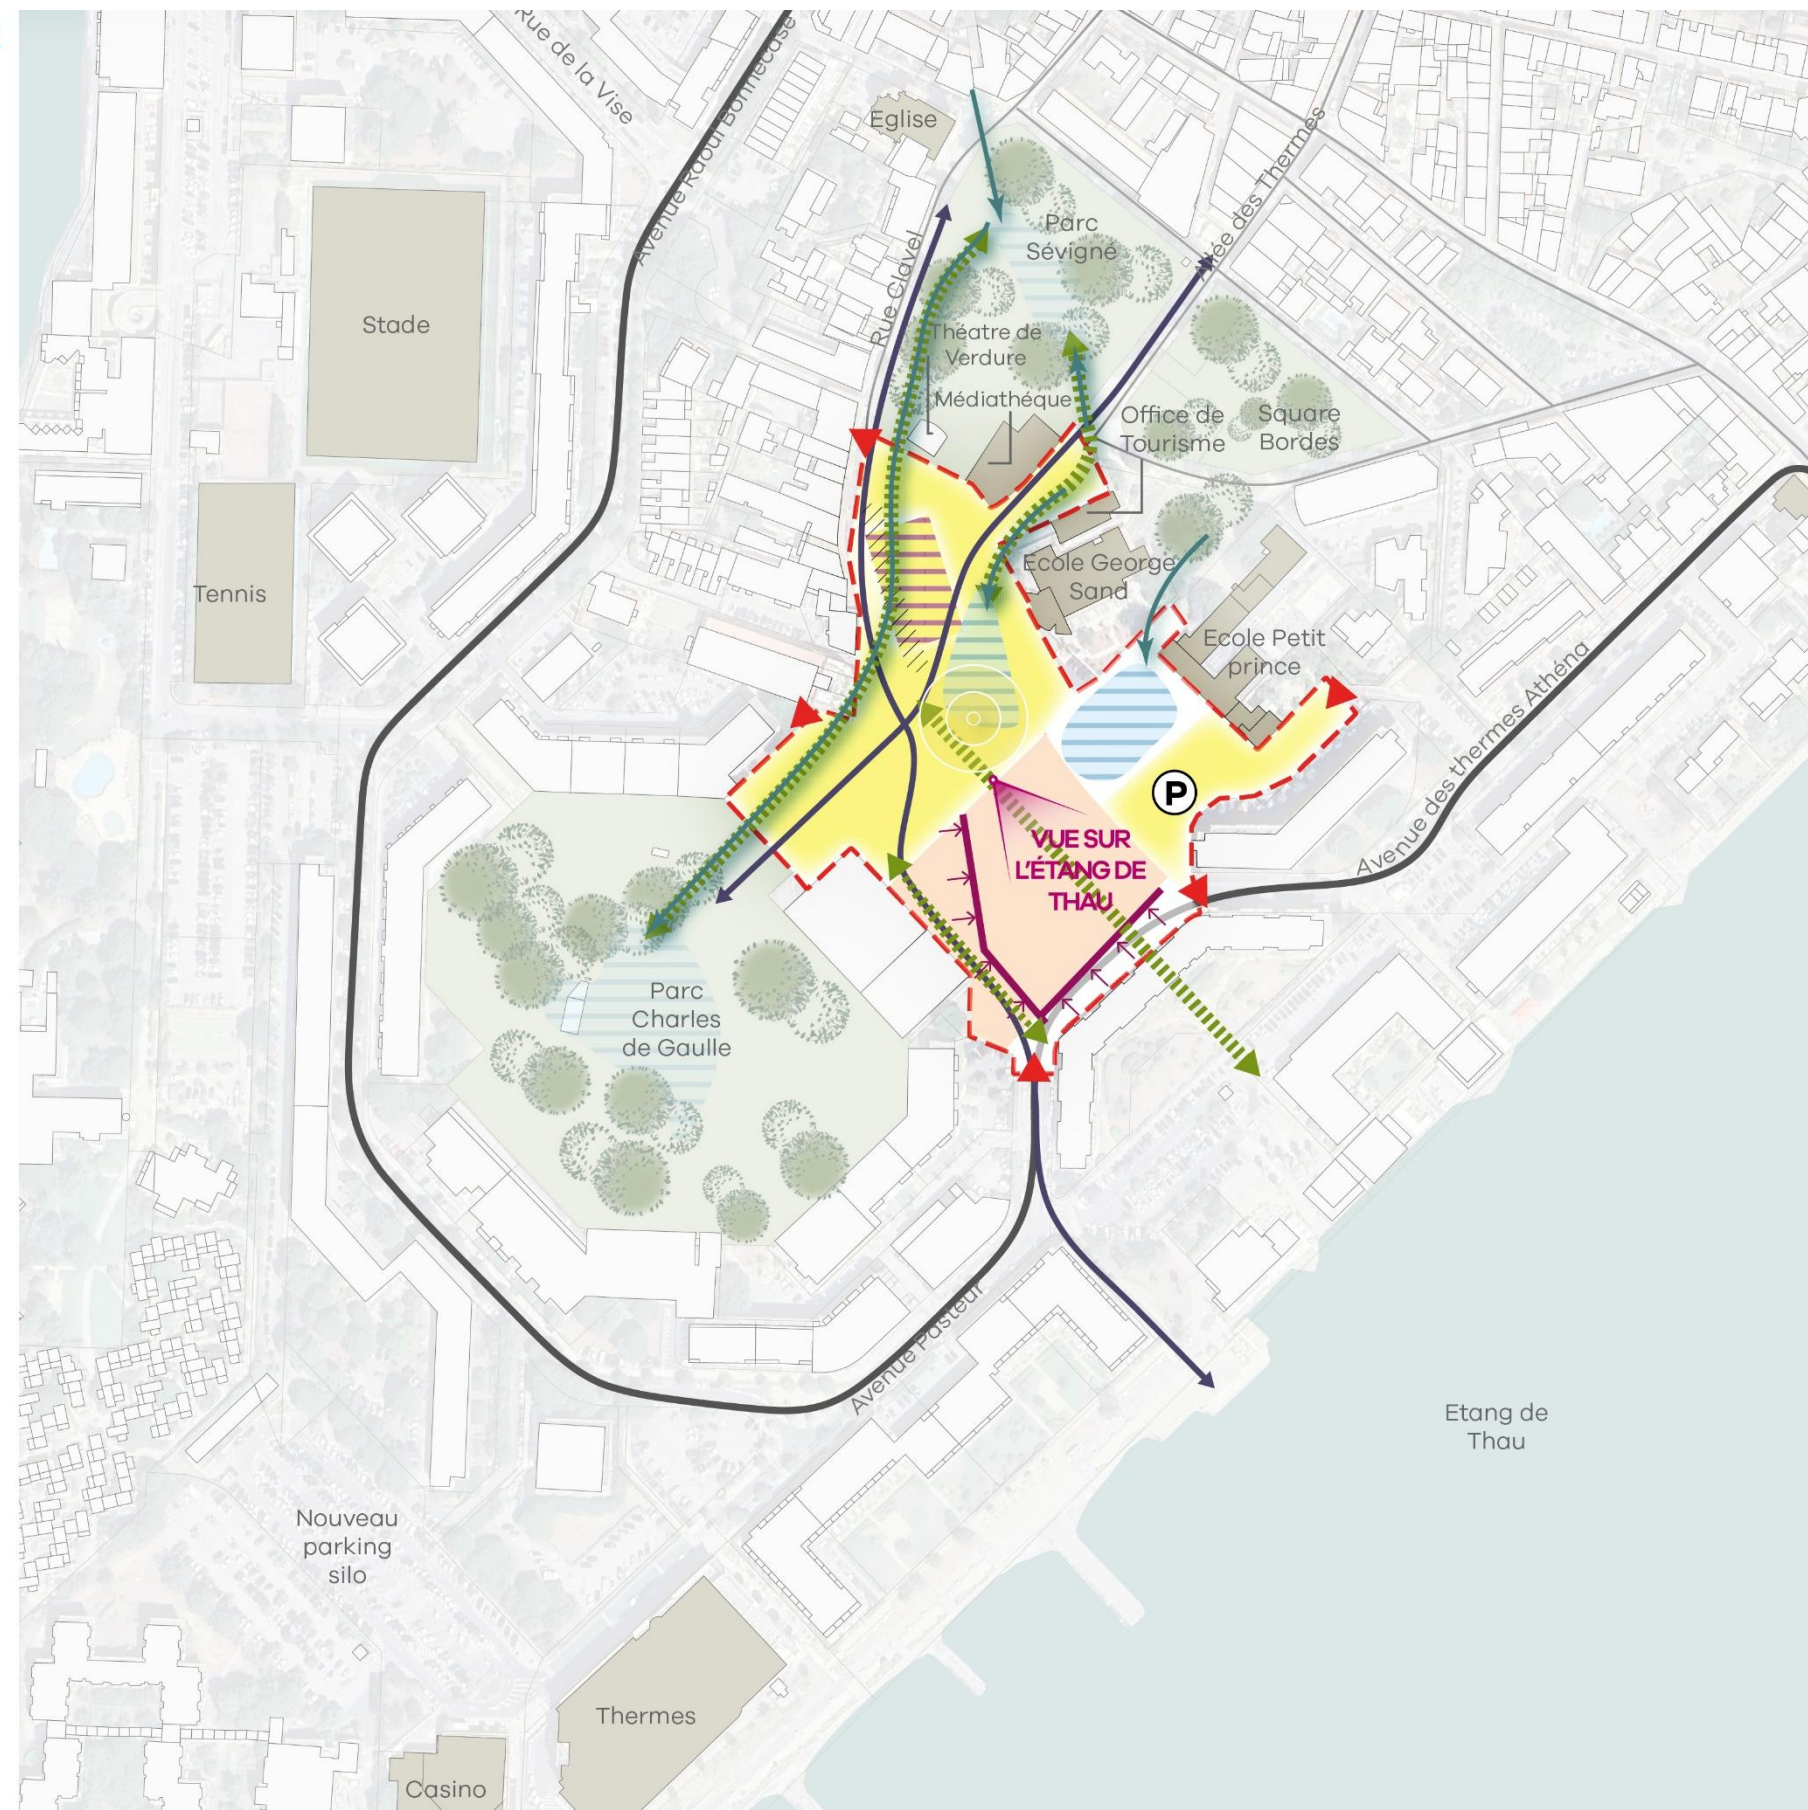 Rue de la Vise
Avenue Raoul Bonnecase
Eglise
Allée des Thermes
Parc
Sévigné
Rue Clavel
Stade
Théatre de
Verdure
Médiathéque
Office de
Tourisme
Square
Bordes
Tennis
Ecole George
Sand
Ecole Petit
prince
Avenue des thermes Athéna
P
VUE SUR
L'ÉTANG DE
THAU
Parc
Charles
de Gaulle
Avenue Pasteur
Etang de
Thau
Nouveau
parking
silo
Thermes
Casino